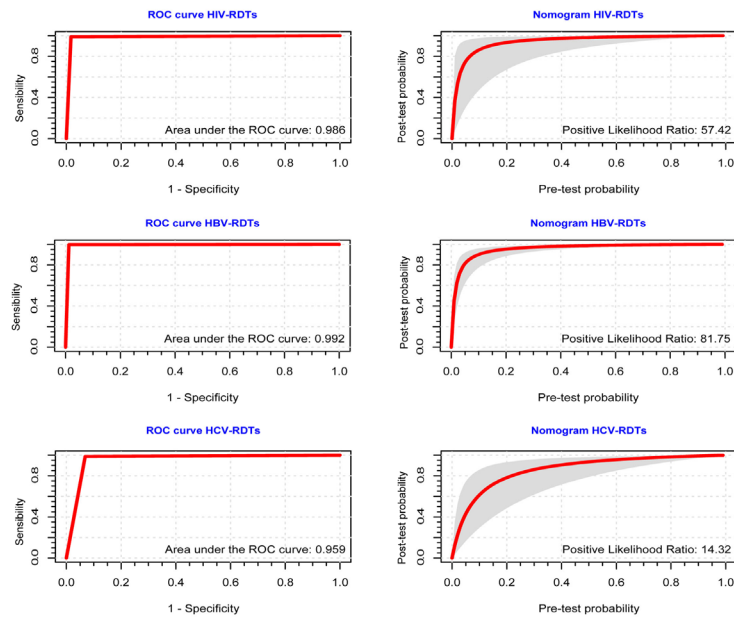 ROC curve HIV-RDTs
Sensibility
0.0 0.4 0.8
Area under the ROC curve: 0.986
0.0 0.2 0.4 0.6 0.8 1.0
1 - Specificity
Nomogram HIV-RDTs
Post-test probability
0.0 0.4 0.8
Positive Likelihood Ratio: 57.42
0.0 0.2 0.4 0.6 0.8 1.0
Pre-test probability
ROC curve HBV-RDTs
Sensibility
0.0 0.4 0.8
Area under the ROC curve: 0.992
0.0 0.2 0.4 0.6 0.8 1.0
1 - Specificity
Nomogram HBV-RDTs
Post-test probability
0.0 0.4 0.8
Positive Likelihood Ratio: 81.75
0.0 0.2 0.4 0.6 0.8 1.0
Pre-test probability
ROC curve HCV-RDTs
Sensibility
0.0 0.4 0.8
Area under the ROC curve: 0.959
0.0 0.2 0.4 0.6 0.8 1.0
1 - Specificity
Nomogram HCV-RDTs
Post-test probability
0.0 0.4 0.8
Positive Likelihood Ratio: 14.32
0.0 0.2 0.4 0.6 0.8 1.0
Pre-test probability